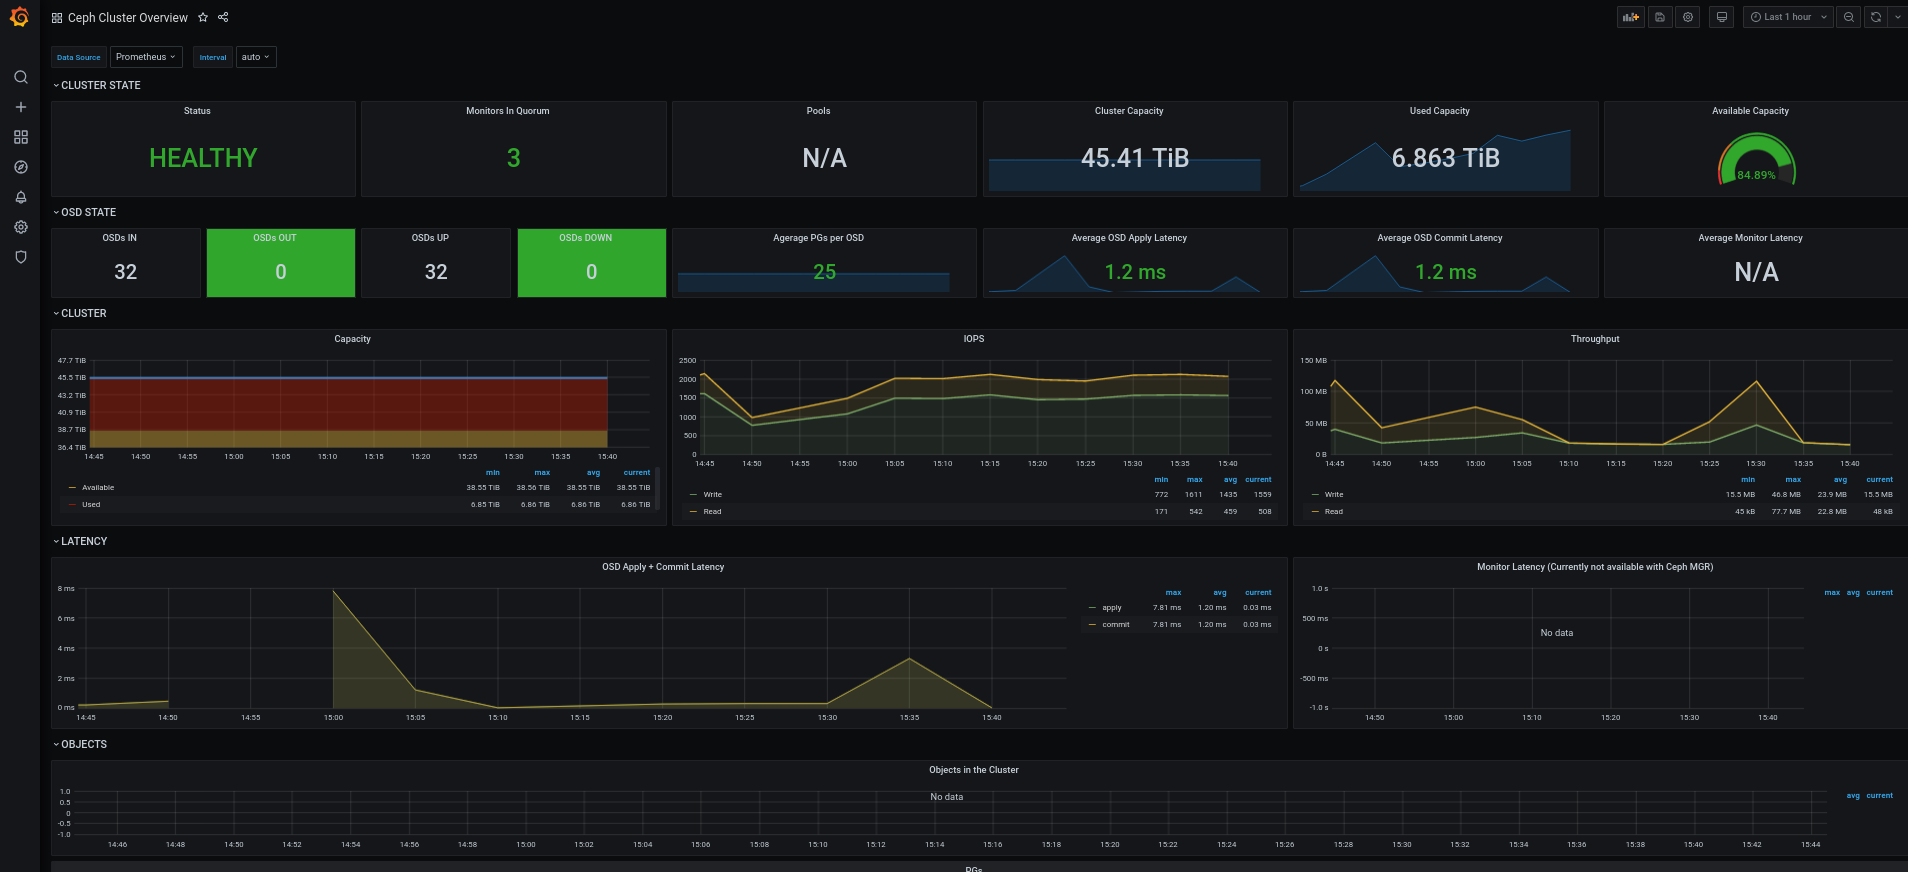 Ceph Cluster Overview
Last 1 hour
Data Source Prometheus Interval auto
CLUSTER STATE
Status
HEALTHY
Monitors In Quorum
3
Pools
N/A
Cluster Capacity
45.41 TiB
Used Capacity
6.863 TiB
Available Capacity
84.89%
OSD STATE
OSDs IN
32
OSDs OUT
0
OSDs UP
32
OSDs DOWN
0
Agerage PGs per OSD
25
Average OSD Apply Latency
1.2 ms
Average OSD Commit Latency
1.2 ms
Average Monitor Latency
N/A
CLUSTER
Capacity
47.7 TiB
45.5 TiB
43.2 TiB
40.9 TiB
38.7 TiB
36.4 TiB
14:45 14:50 14:55 15:00 15:05 15:10 15:15 15:20 15:25 15:30 15:35 15:40
min max avg current
Available 38.55 TiB 38.56 TiB 38.55 TiB 38.55 TiB
Used 6.85 TiB 6.86 TiB 6.86 TiB 6.86 TiB
IOPS
2500
2000
1500
1000
500
0
14:45 14:50 14:55 15:00 15:05 15:10 15:15 15:20 15:25 15:30 15:35 15:40
min max avg current
Write 772 1611 1435 1559
Read 171 542 459 508
Throughput
150 MB
100 MB
50 MB
0 B
14:45 14:50 14:55 15:00 15:05 15:10 15:15 15:20 15:25 15:30 15:35 15:40
min max avg current
Write 15.5 MB 46.8 MB 23.9 MB 15.5 MB
Read 45 kB 77.7 MB 22.8 MB 48 kB
LATENCY
OSD Apply + Commit Latency
8 ms
6 ms
4 ms
2 ms
0 ms
14:45 14:50 14:55 15:00 15:05 15:10 15:15 15:20 15:25 15:30 15:35 15:40
max avg current
apply 7.81 ms 1.20 ms 0.03 ms
commit 7.81 ms 1.20 ms 0.03 ms
Monitor Latency (Currently not available with Ceph MGR)
1.0 s
500 ms
0 s
-500 ms
-1.0 s
No data
14:50 15:00 15:10 15:20 15:30 15:40
max avg current
OBJECTS
Objects in the Cluster
1.0
0.5
0
-0.5
-1.0
No data
14:46 14:48 14:50 14:52 14:54 14:56 14:58 15:00 15:02 15:04 15:06 15:08 15:10 15:12 15:14 15:16 15:18 15:20 15:22 15:24 15:26 15:28 15:30 15:32 15:34 15:36 15:38 15:40 15:42 15:44
avg current
PGs